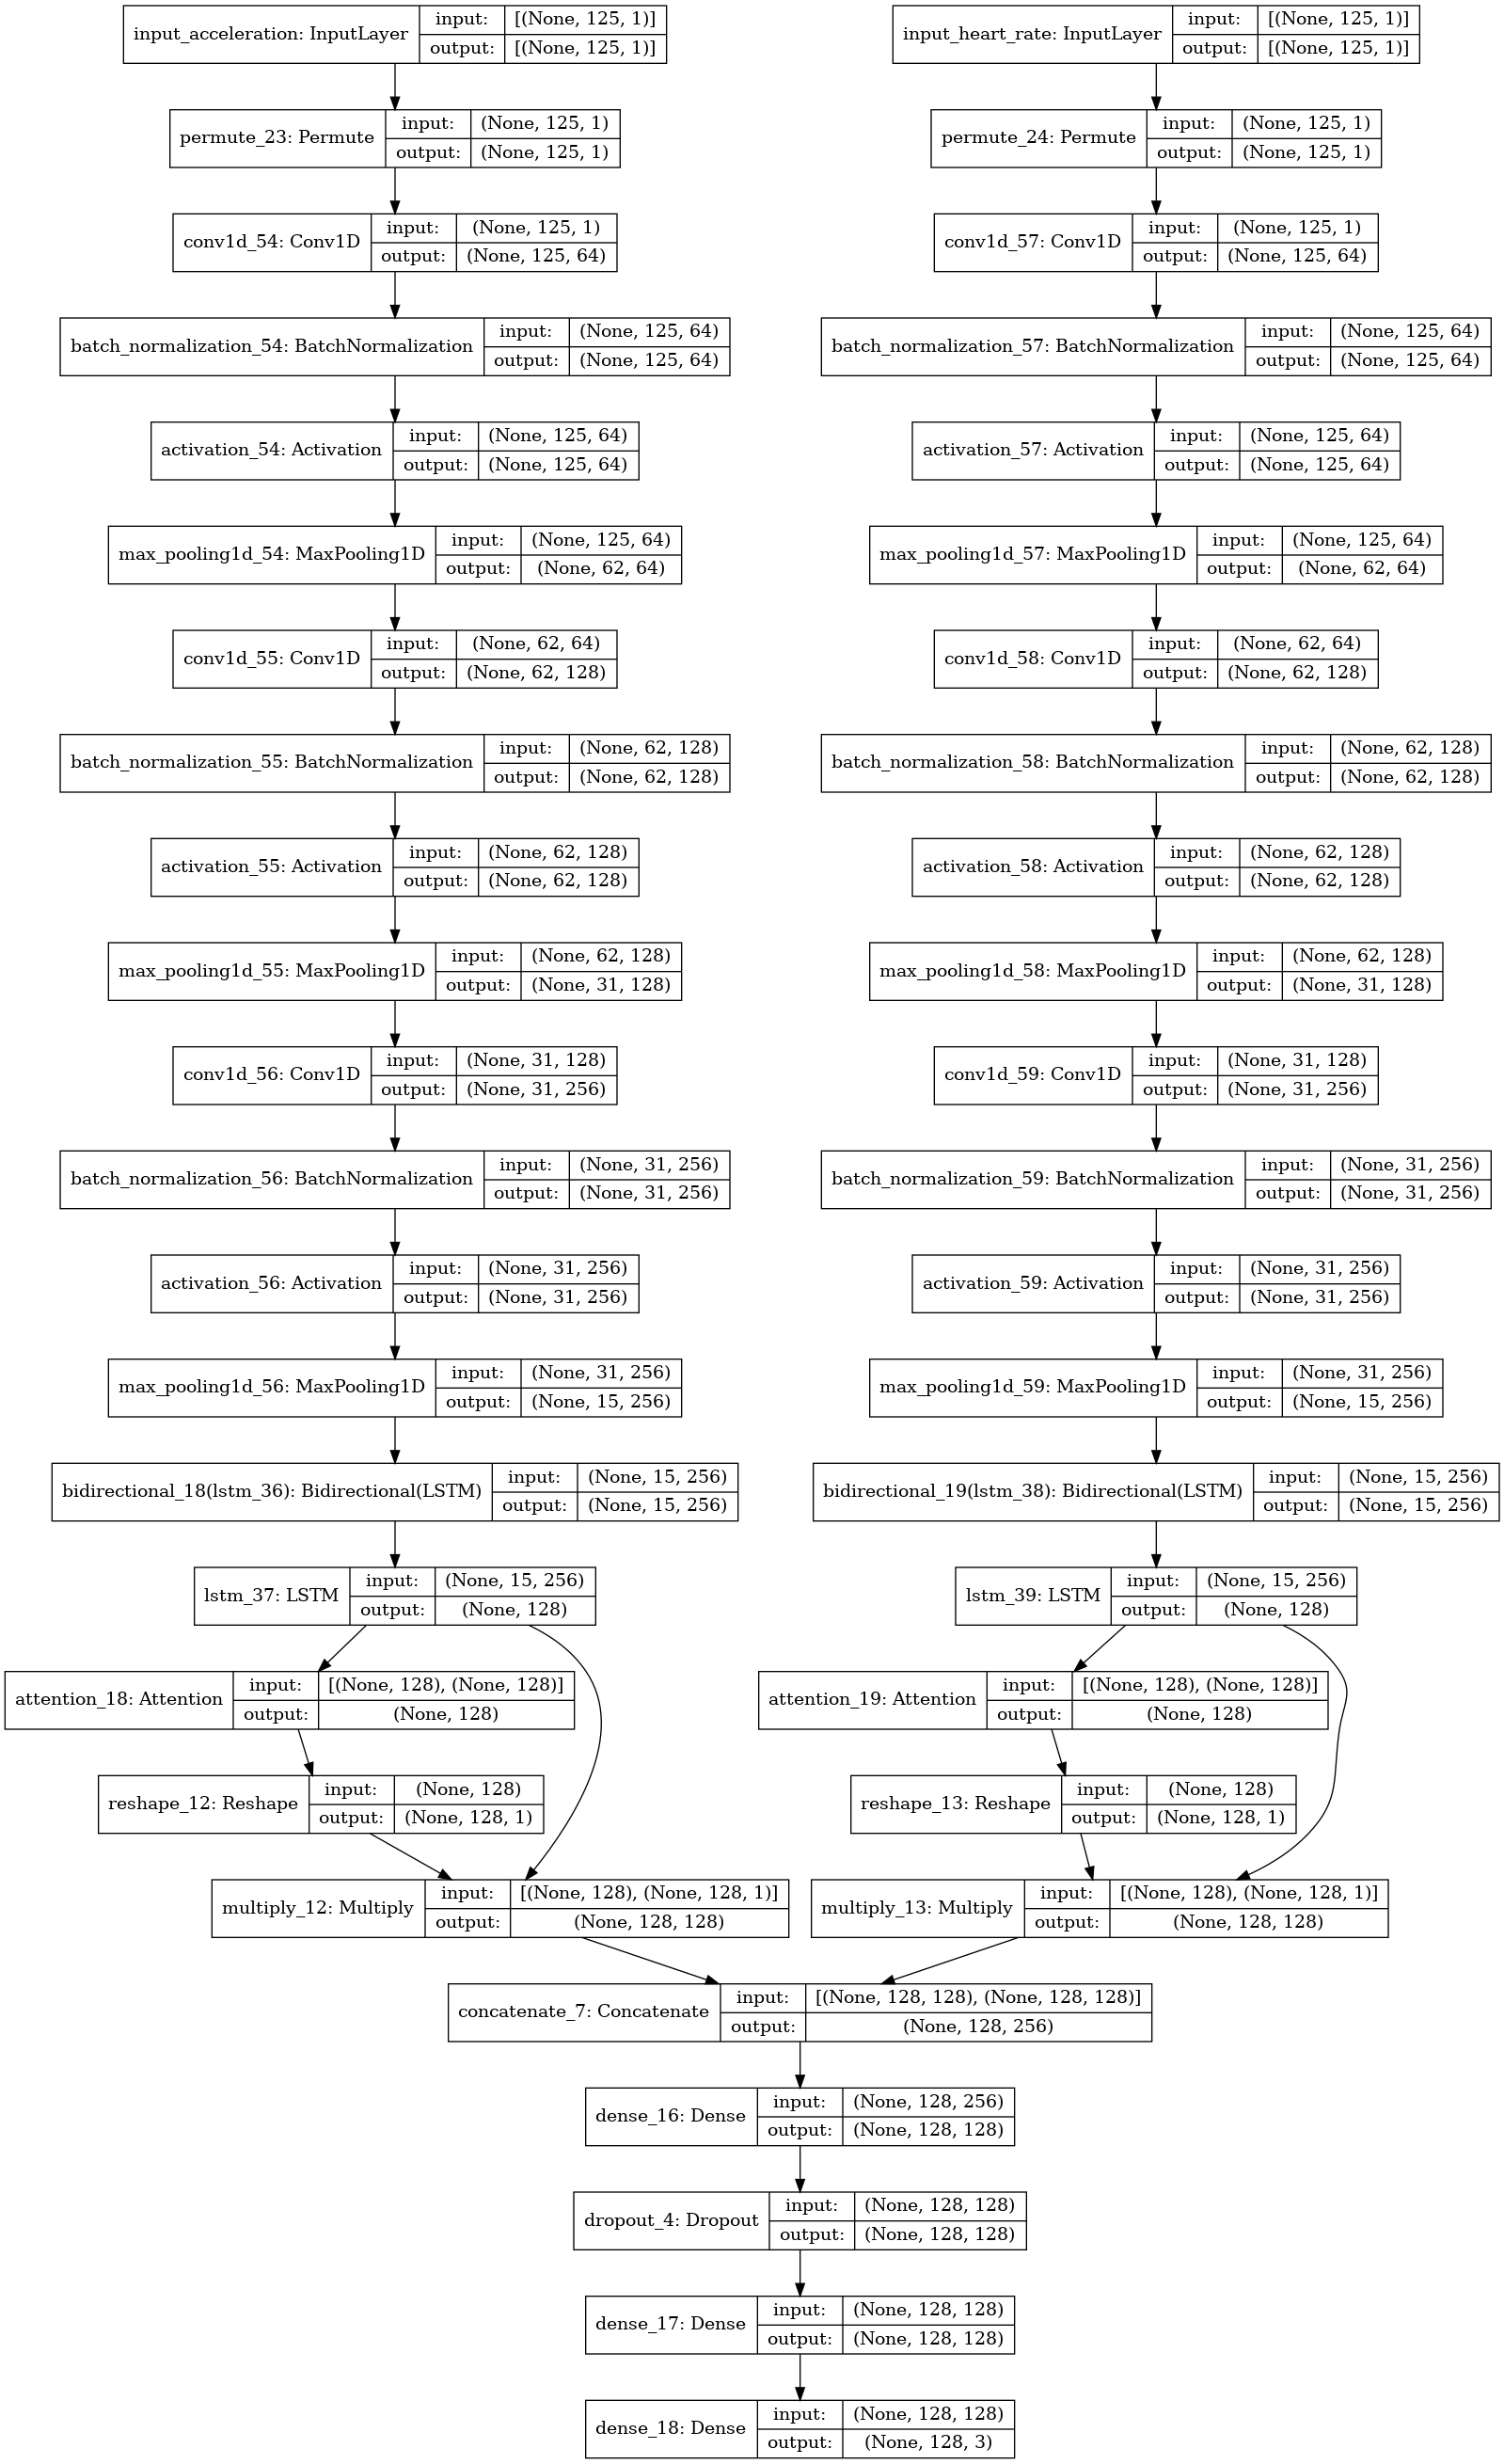 input_acceleration: InputLayer
input:
[(None, 125, 1)]
output:
[(None, 125, 1)]
input_heart_rate: InputLayer
input:
[(None, 125, 1)]
output:
[(None, 125, 1)]
permute_23: Permute
input:
(None, 125, 1)
output:
(None, 125, 1)
permute_24: Permute
input:
(None, 125, 1)
output:
(None, 125, 1)
conv1d_54: Conv1D
input:
(None, 125, 1)
output:
(None, 125, 64)
conv1d_57: Conv1D
input:
(None, 125, 1)
output:
(None, 125, 64)
batch_normalization_54: BatchNormalization
input:
(None, 125, 64)
output:
(None, 125, 64)
batch_normalization_57: BatchNormalization
input:
(None, 125, 64)
output:
(None, 125, 64)
activation_54: Activation
input:
(None, 125, 64)
output:
(None, 125, 64)
activation_57: Activation
input:
(None, 125, 64)
output:
(None, 125, 64)
max_pooling1d_54: MaxPooling1D
input:
(None, 125, 64)
output:
(None, 62, 64)
max_pooling1d_57: MaxPooling1D
input:
(None, 125, 64)
output:
(None, 62, 64)
conv1d_55: Conv1D
input:
(None, 62, 64)
output:
(None, 62, 128)
conv1d_58: Conv1D
input:
(None, 62, 64)
output:
(None, 62, 128)
batch_normalization_55: BatchNormalization
input:
(None, 62, 128)
output:
(None, 62, 128)
batch_normalization_58: BatchNormalization
input:
(None, 62, 128)
output:
(None, 62, 128)
activation_55: Activation
input:
(None, 62, 128)
output:
(None, 62, 128)
activation_58: Activation
input:
(None, 62, 128)
output:
(None, 62, 128)
max_pooling1d_55: MaxPooling1D
input:
(None, 62, 128)
output:
(None, 31, 128)
max_pooling1d_58: MaxPooling1D
input:
(None, 62, 128)
output:
(None, 31, 128)
conv1d_56: Conv1D
input:
(None, 31, 128)
output:
(None, 31, 256)
conv1d_59: Conv1D
input:
(None, 31, 128)
output:
(None, 31, 256)
batch_normalization_56: BatchNormalization
input:
(None, 31, 256)
output:
(None, 31, 256)
batch_normalization_59: BatchNormalization
input:
(None, 31, 256)
output:
(None, 31, 256)
activation_56: Activation
input:
(None, 31, 256)
output:
(None, 31, 256)
activation_59: Activation
input:
(None, 31, 256)
output:
(None, 31, 256)
max_pooling1d_56: MaxPooling1D
input:
(None, 31, 256)
output:
(None, 15, 256)
max_pooling1d_59: MaxPooling1D
input:
(None, 31, 256)
output:
(None, 15, 256)
bidirectional_18(lstm_36): Bidirectional(LSTM)
input:
(None, 15, 256)
output:
(None, 15, 256)
bidirectional_19(lstm_38): Bidirectional(LSTM)
input:
(None, 15, 256)
output:
(None, 15, 256)
lstm_37: LSTM
input:
(None, 15, 256)
output:
(None, 128)
lstm_39: LSTM
input:
(None, 15, 256)
output:
(None, 128)
attention_18: Attention
input:
[(None, 128), (None, 128)]
output:
(None, 128)
attention_19: Attention
input:
[(None, 128), (None, 128)]
output:
(None, 128)
reshape_12: Reshape
input:
(None, 128)
output:
(None, 128, 1)
reshape_13: Reshape
input:
(None, 128)
output:
(None, 128, 1)
multiply_12: Multiply
input:
[(None, 128), (None, 128, 1)]
output:
(None, 128, 128)
multiply_13: Multiply
input:
[(None, 128), (None, 128, 1)]
output:
(None, 128, 128)
concatenate_7: Concatenate
input:
[(None, 128, 128), (None, 128, 128)]
output:
(None, 128, 256)
dense_16: Dense
input:
(None, 128, 256)
output:
(None, 128, 128)
dropout_4: Dropout
input:
(None, 128, 128)
output:
(None, 128, 128)
dense_17: Dense
input:
(None, 128, 128)
output:
(None, 128, 128)
dense_18: Dense
input:
(None, 128, 128)
output:
(None, 128, 3)